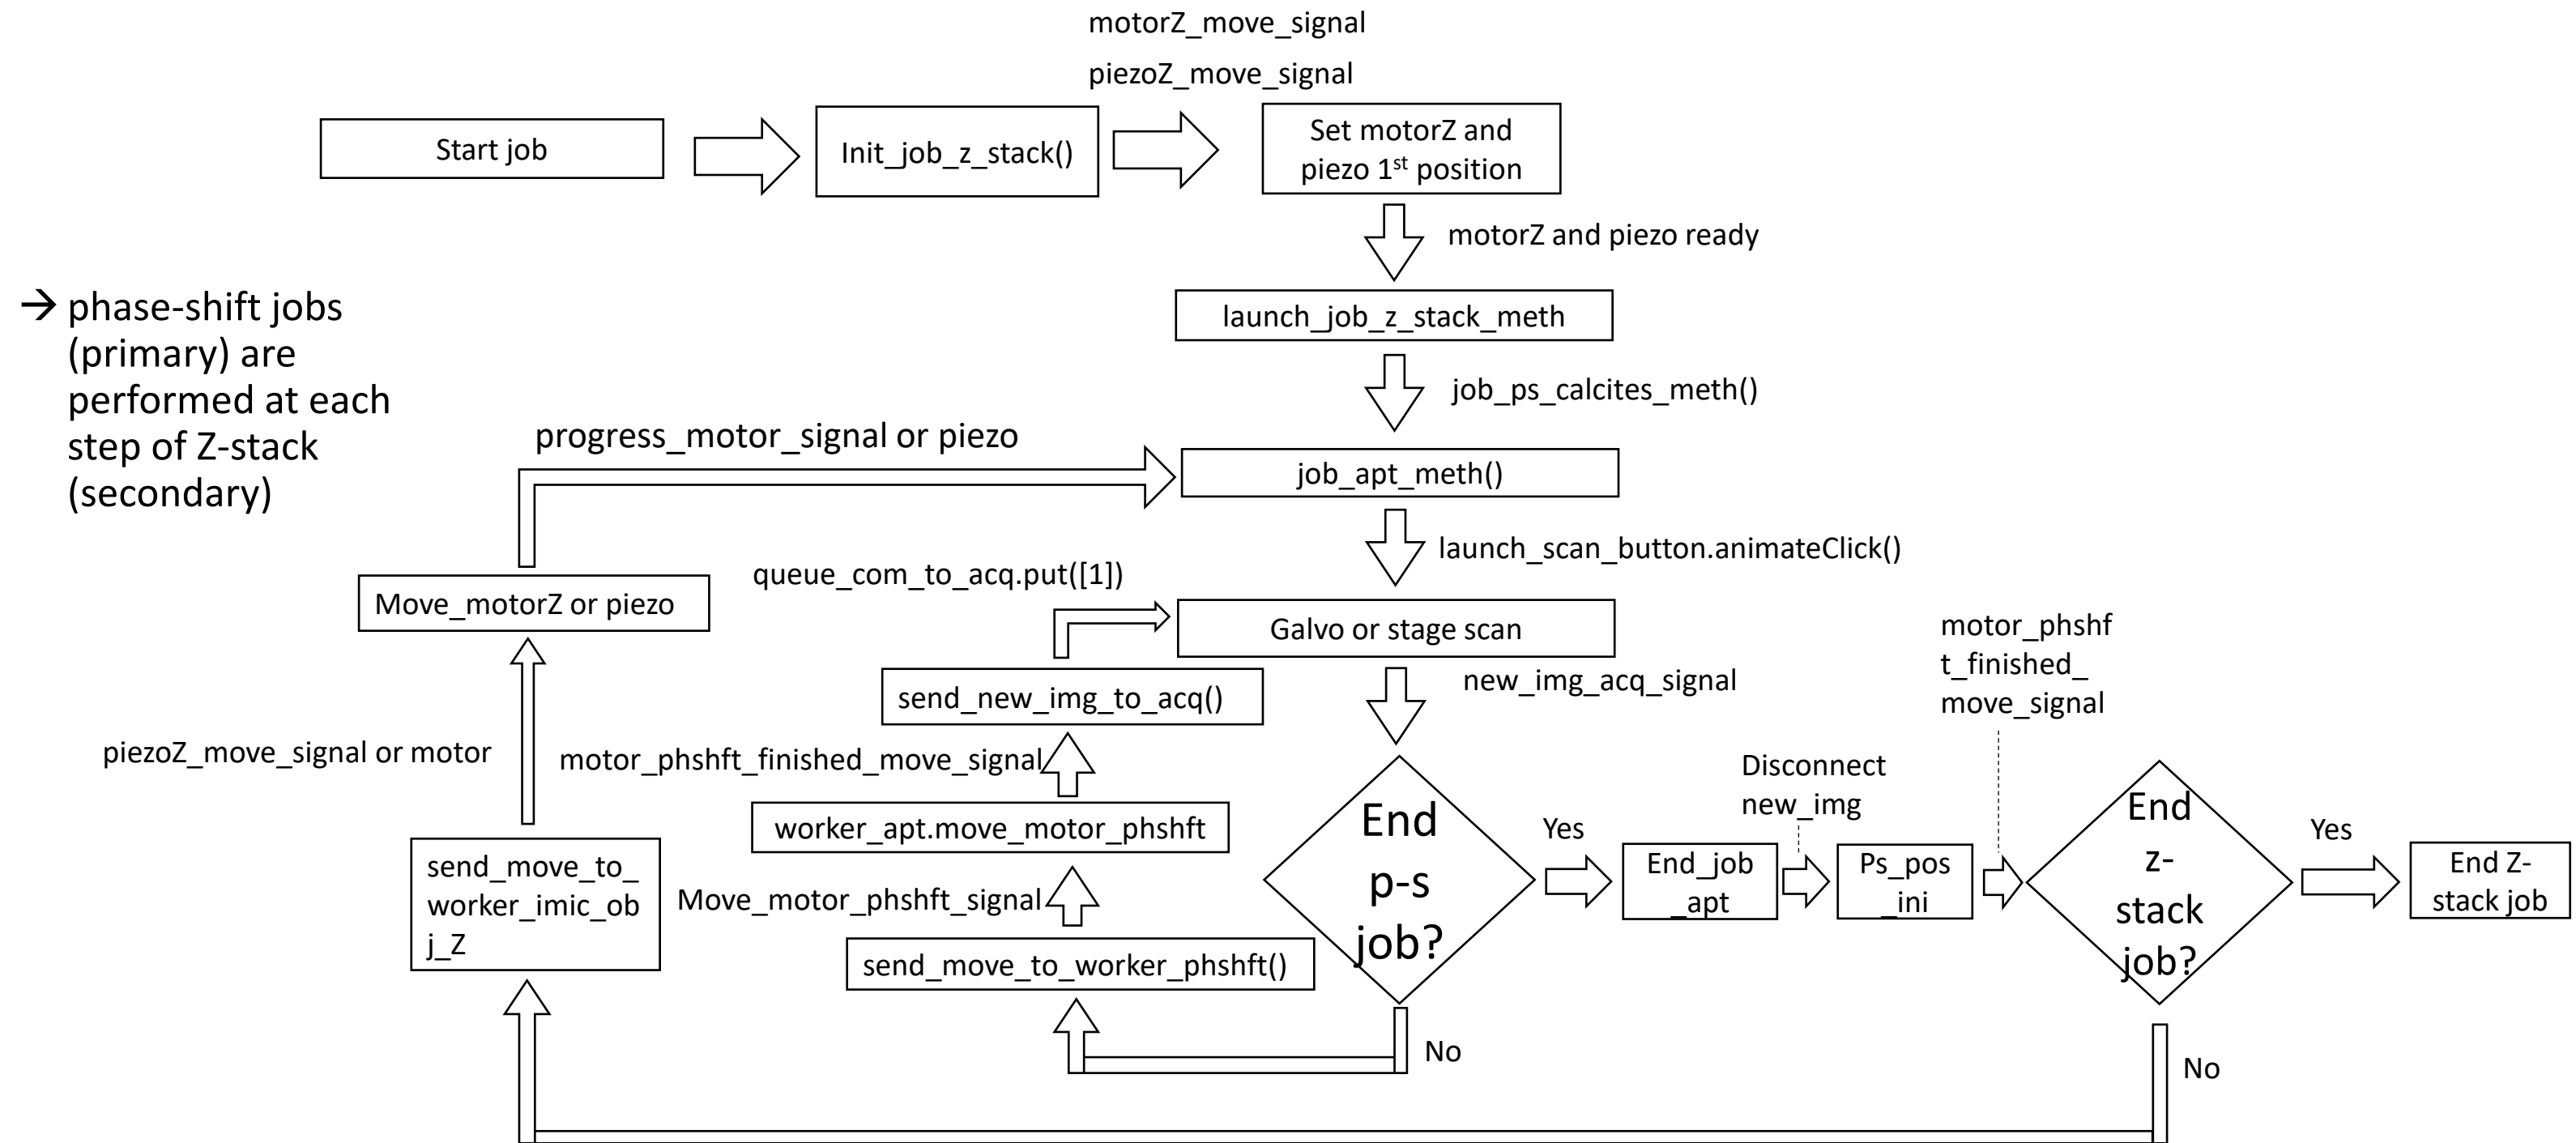 motorZ_move_signal
piezoZ_move_signal
Start job
Init_job_z_stack()
Set motorZ and
piezo 1st position
motorZ and piezo ready
→ phase-shift jobs
(primary) are
performed at each
step of Z-stack
(secondary)
launch_job_z_stack_meth
job_ps_calcites_meth()
progress_motor_signal or piezo
job_apt_meth()
launch_scan_button.animateClick()
queue_com_to_acq.put([1])
Move_motorZ or piezo
Galvo or stage scan
motor_phshf
t_finished_
move_signal
send_new_img_to_acq()
new_img_acq_signal
piezoZ_move_signal or motor
motor_phshft_finished_move_signal
Disconnect
new_img
worker_apt.move_motor_phshft
End
p-s
job?
Yes
End_job
_apt
Ps_pos
_ini
End
z-
stack
job?
Yes
End Z-
stack job
send_move_to_
worker_imic_ob
j_Z
Move_motor_phshft_signal
send_move_to_worker_phshft()
No
No